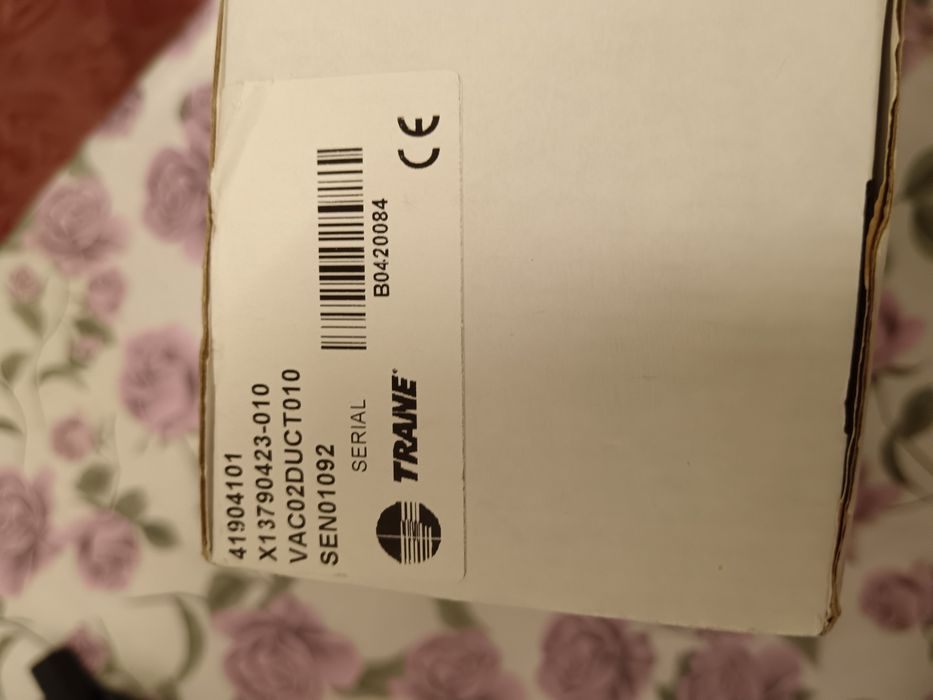 41904101
X13790423-010
VAC02DUCT010
SEN01092
SERIAL
B0420084
TRANE®
CE